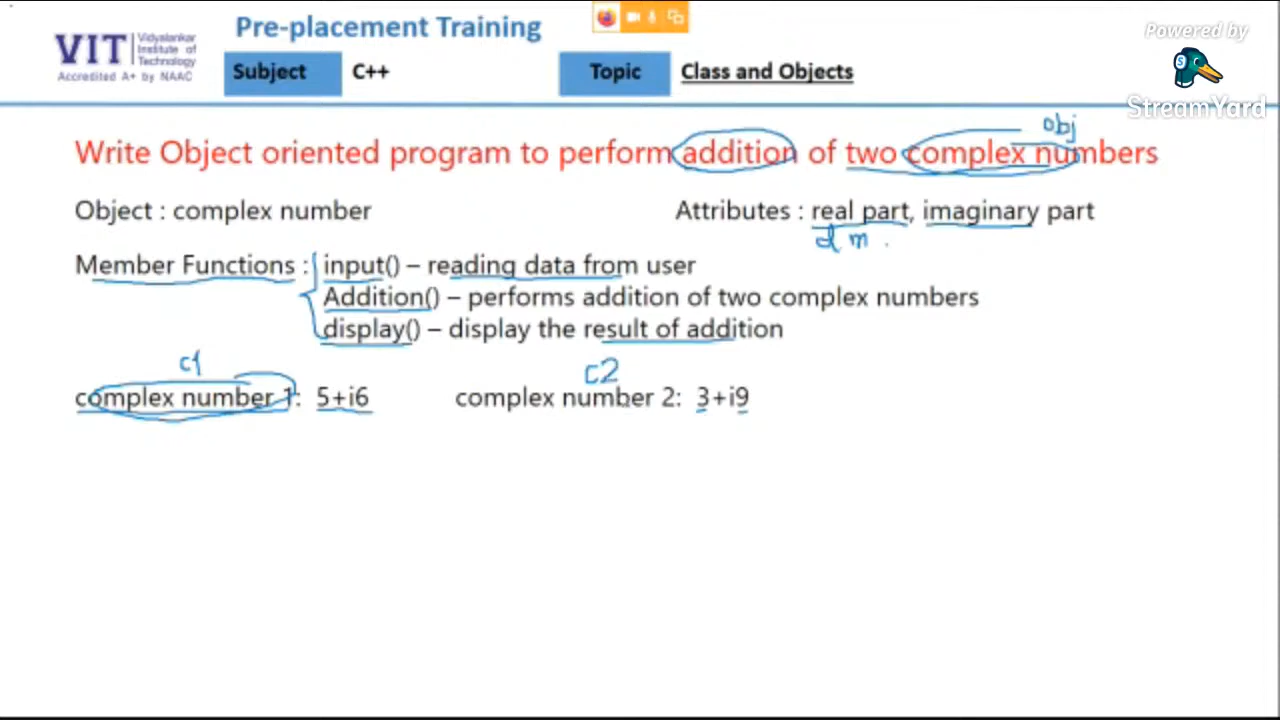 Pre-placement Training
VIT Vidyalankar Institute of Technology
Accredited A+ by NAAC
Subject C++ Topic Class and Objects
Powered by
StreamYard
obj
Write Object oriented program to perform addition of two complex numbers
Object : complex number Attributes : real part, imaginary part
dm
Member Functions : input() – reading data from user
Addition() – performs addition of two complex numbers
display() – display the result of addition
c1 c2
complex number 1: 5+i6 complex number 2: 3+i9